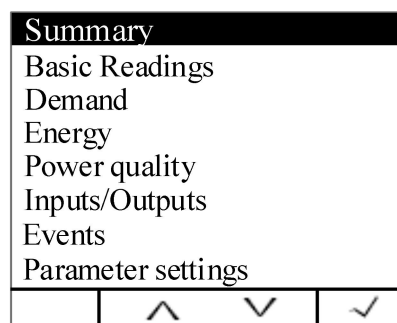 Summary
Basic Readings
Demand
Energy
Power quality
Inputs/Outputs
Events
Parameter settings